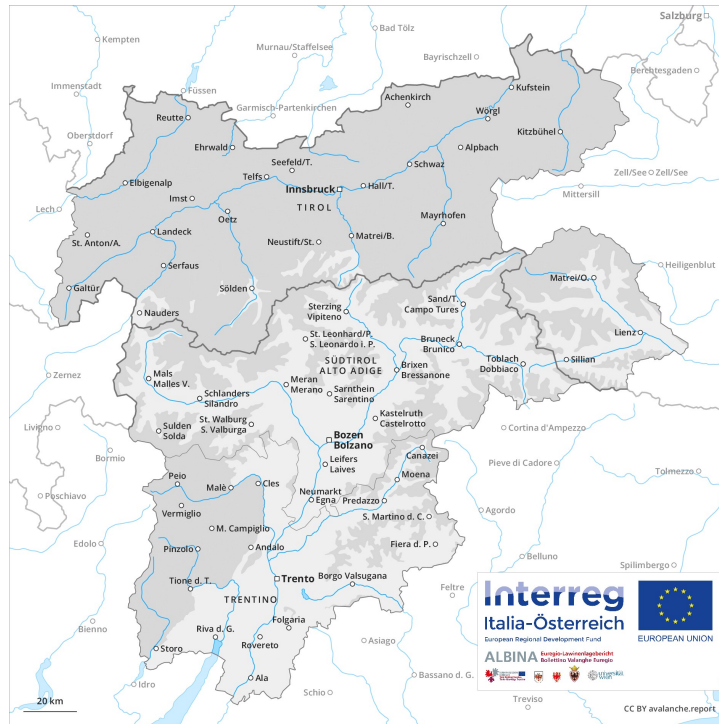 Salzburg
Kempten
Bad Tölz
Murnau/Staffelsee
Bayrischzell
Berchtesgaden
Immenstadt
Füssen
Achenkirch
Kufstein
Garmisch-Partenkirchen
Reutte
Wörgl
Oberstdorf
Kitzbühel
Ehrwald
Alpbach
Seefeld/T.
Schwaz
Telfs
Zell/See
Zell/See
Elbigenalp
Innsbruck
Hall/T.
Mittersill
Imst
TIROL
Lech
Oetz
Mayrhofen
Landeck
St. Anton/A.
Neustift/St.
Matrei/B.
Serfaus
Heiligenblut
Matrei/O.
Galtür
Sölden
Sand/T.
Campo Tures
Nauders
Sterzing
Vipiteno
St. Leonhard/P.
S. Leonardo i. P.
Lienz
Bruneck
Brunico
SÜDTIROL
ALTO ADIGE
Toblach
Dobbiaco
Sillian
Zernez
Mals
Malles V.
Brixen
Bressanone
Meran
Merano
Sarnthein
Sarentino
Schlanders
Silandro
St. Walburg
S. Valburga
Kastelruth
Castelrotto
Livigno
Sulden
Solda
Cortina d'Ampezzo
Bozen
Bolzano
Bormio
Canazei
Leifers
Laives
Pieve di Cadore
Moena
Tolmezzo
Peio
Malè
Cles
Neumarkt
Egna
Predazzo
Poschiavo
Vermiglio
Agordo
S. Martino d. C.
M. Campiglio
Edolo
Pinzolo
Andalo
Fiera d. P.
Belluno
Spilimbergo
Trento
Borgo Valsugana
Tione d. T.
Feltre
TRENTINO
Folgaria
Bienno
Riva d. G.
Rovereto
Asiago
Storo
Idro
Ala
Schio
Bassano d. G.
Treviso
20 km
Interreg
Italia-Österreich
European Regional Development Fund
EUROPEAN UNION
ALBINA
Euregio-Lawinenlagebericht
Bollettino Valanghe Euregio
universität
wien
CC BY avalanche.report